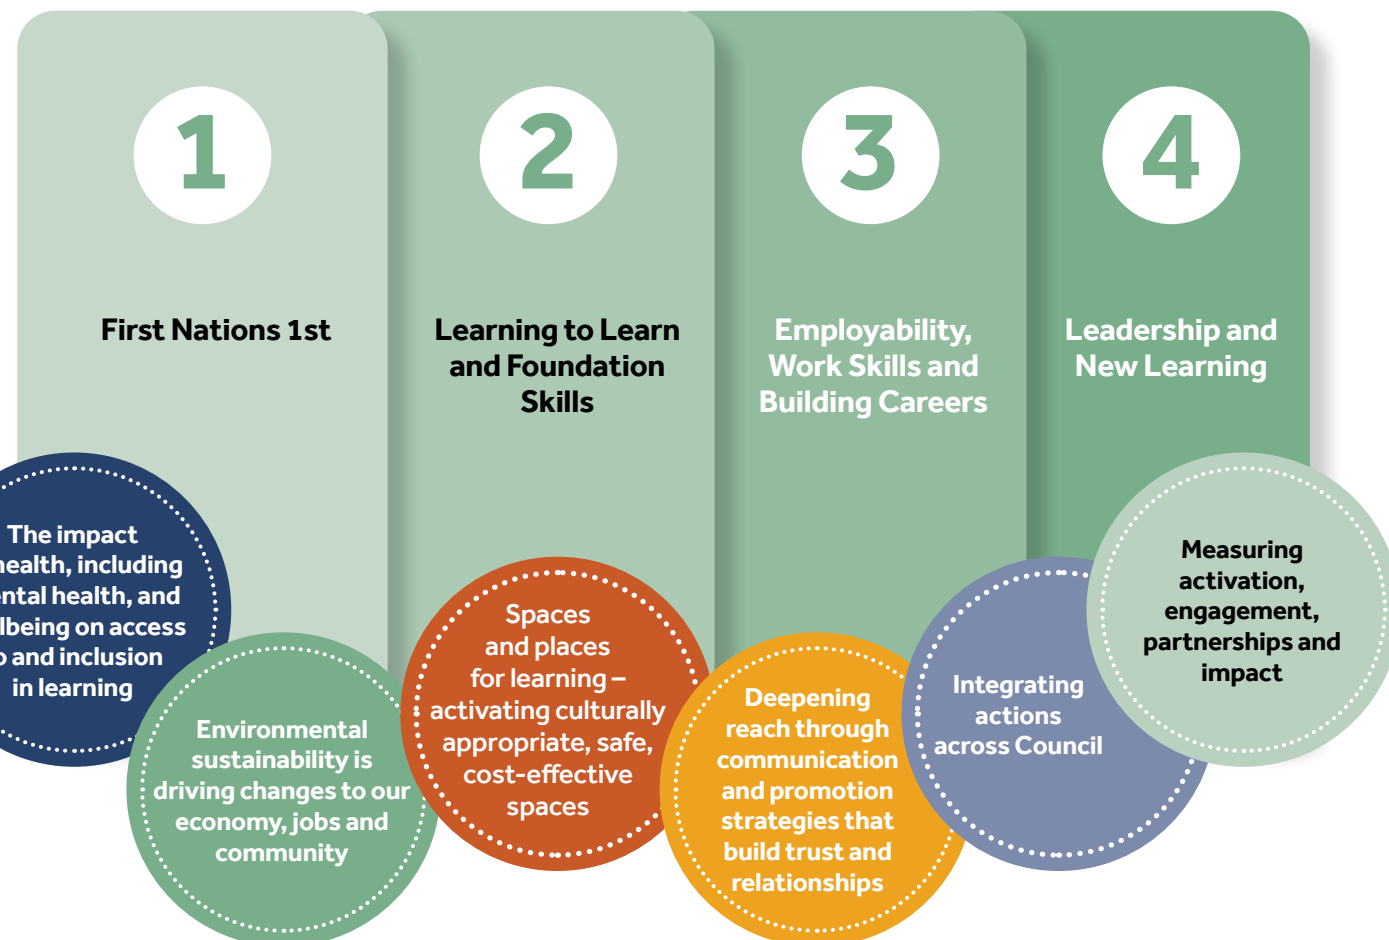 1
First Nations 1st
2
Learning to Learn
and Foundation
Skills
3
Employability,
Work Skills and
Building Careers
4
Leadership and
New Learning
The impact
health, including
ental health, and
lbeing on access
and inclusion
in learning
Environmental
sustainability is
driving changes to our
economy, jobs and
community
Spaces
and places
for learning –
activating culturally
appropriate, safe,
cost-effective
spaces
Deepening
reach through
communication
and promotion
strategies that
build trust and
relationships
Integrating
actions
across Council
Measuring
activation,
engagement,
partnerships and
impact